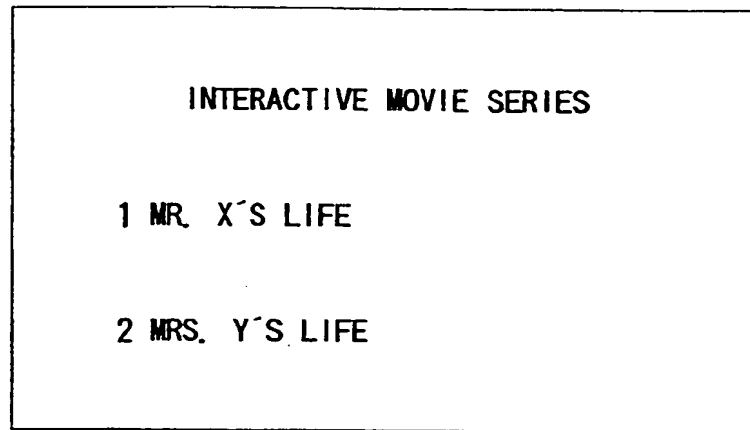 INTERACTIVE MOVIE SERIES
1 MR. X´S LIFE
2 MRS. Y´S LIFE